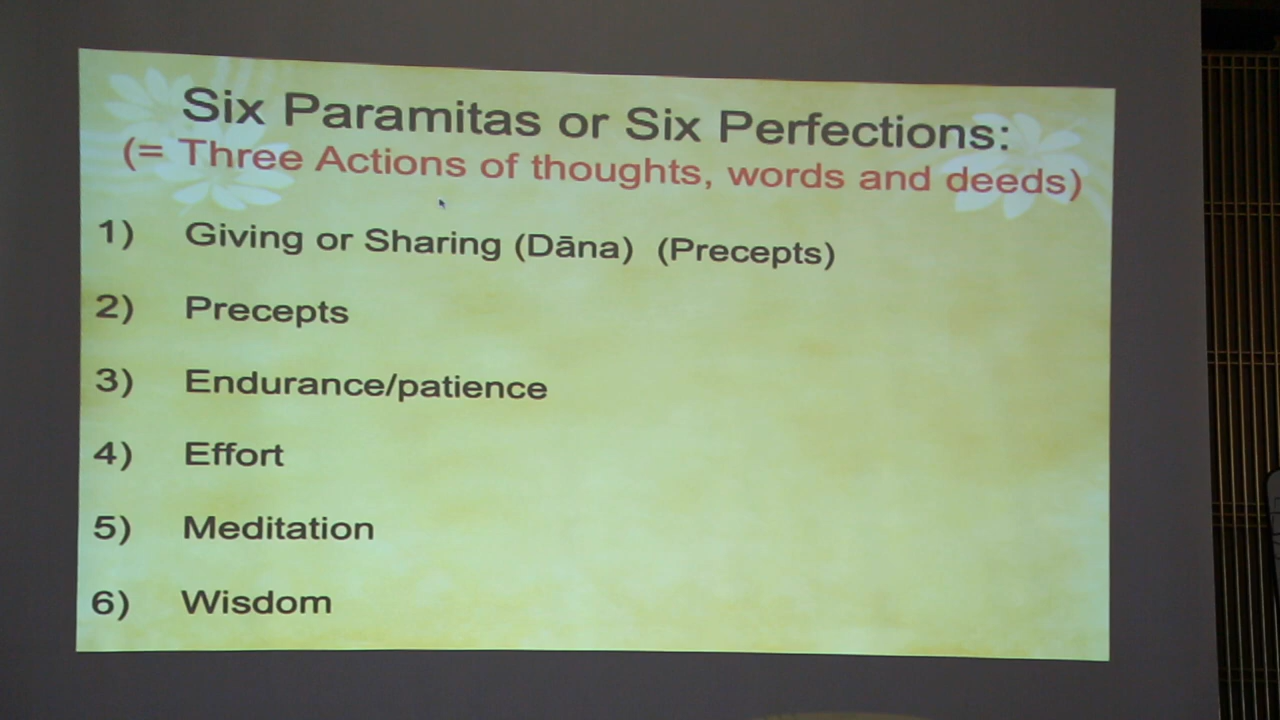 Six Paramitas or Six Perfections:
(= Three Actions of thoughts, words and deeds)
1) Giving or Sharing (Dāna) (Precepts)
2) Precepts
3) Endurance/patience
4) Effort
5) Meditation
6) Wisdom